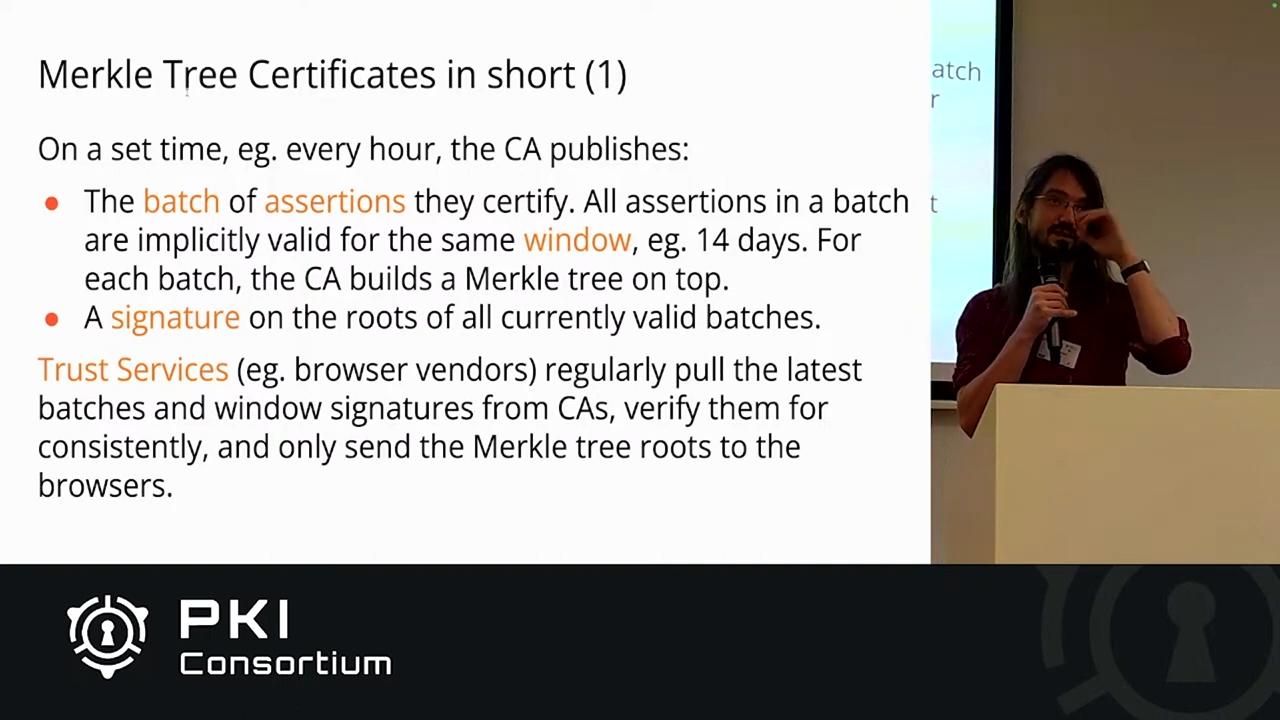 Merkle Tree Certificates in short (1)
On a set time, eg. every hour, the CA publishes:
● The batch of assertions they certify. All assertions in a batch
are implicitly valid for the same window, eg. 14 days. For
each batch, the CA builds a Merkle tree on top.
● A signature on the roots of all currently valid batches.
Trust Services (eg. browser vendors) regularly pull the latest
batches and window signatures from CAs, verify them for
consistently, and only send the Merkle tree roots to the
browsers.
atch
r
t
PKI
Consortium